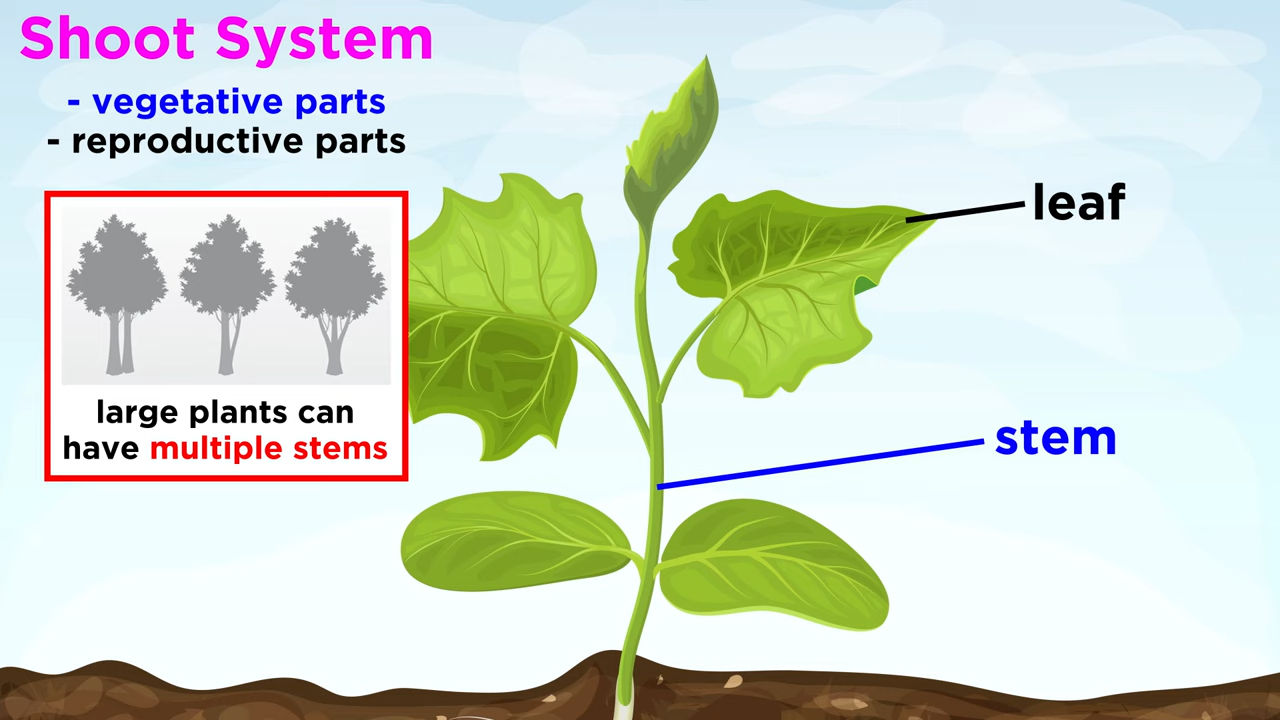 Shoot System
- vegetative parts
- reproductive parts
large plants can
have multiple stems
leaf
stem